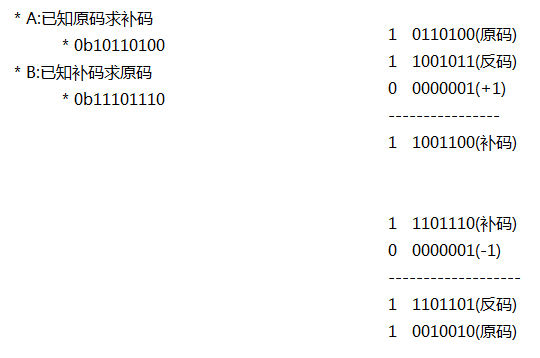 * A:已知原码求补码
* 0b10110100
* B:已知补码求原码
* 0b11101110
1 0110100(原码)
1 1001011(反码)
0 0000001(+1)
----------------
1 1001100(补码)
1 1101110(补码)
0 0000001(-1)
-------------------
1 1101101(反码)
1 0010010(原码)